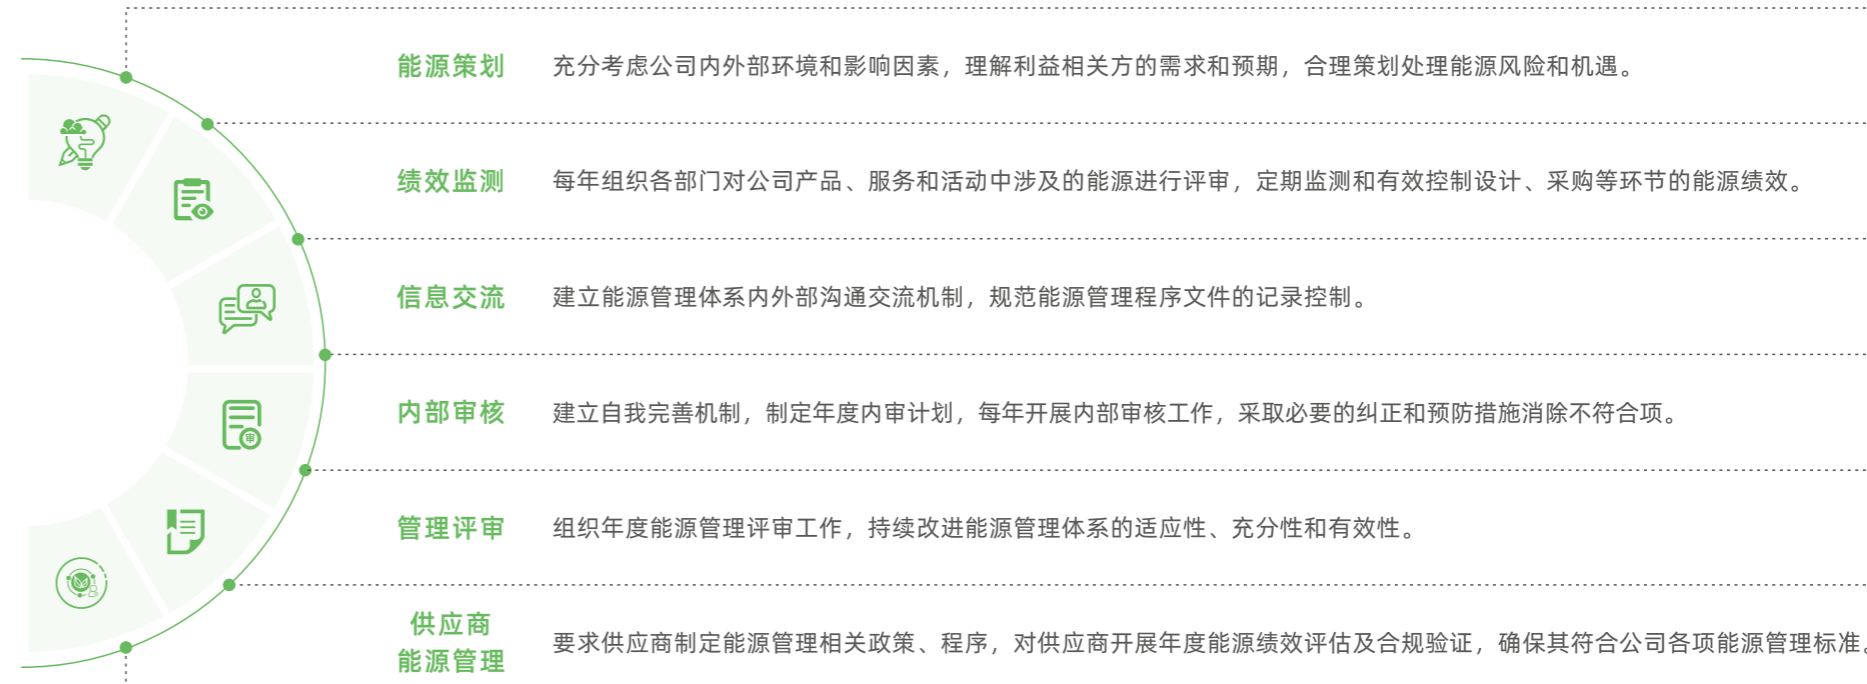 能源策划
充分考虑公司内外部环境和影响因素，理解利益相关方的需求和预期，合理策划处理能源风险和机遇。
绩效监测
每年组织各部门对公司产品、服务和活动中涉及的能源进行评审，定期监测和有效控制设计、采购等环节的能源绩效。
信息交流
建立能源管理体系内外部沟通交流机制，规范能源管理程序文件的记录控制。
审
内部审核
建立自我完善机制，制定年度内审计划，每年开展内部审核工作，采取必要的纠正和预防措施消除不符合项。
管理评审
组织年度能源管理评审工作，持续改进能源管理体系的适应性、充分性和有效性。
供应商
能源管理
要求供应商制定能源管理相关政策、程序，对供应商开展年度能源绩效评估及合规验证，确保其符合公司各项能源管理标准。